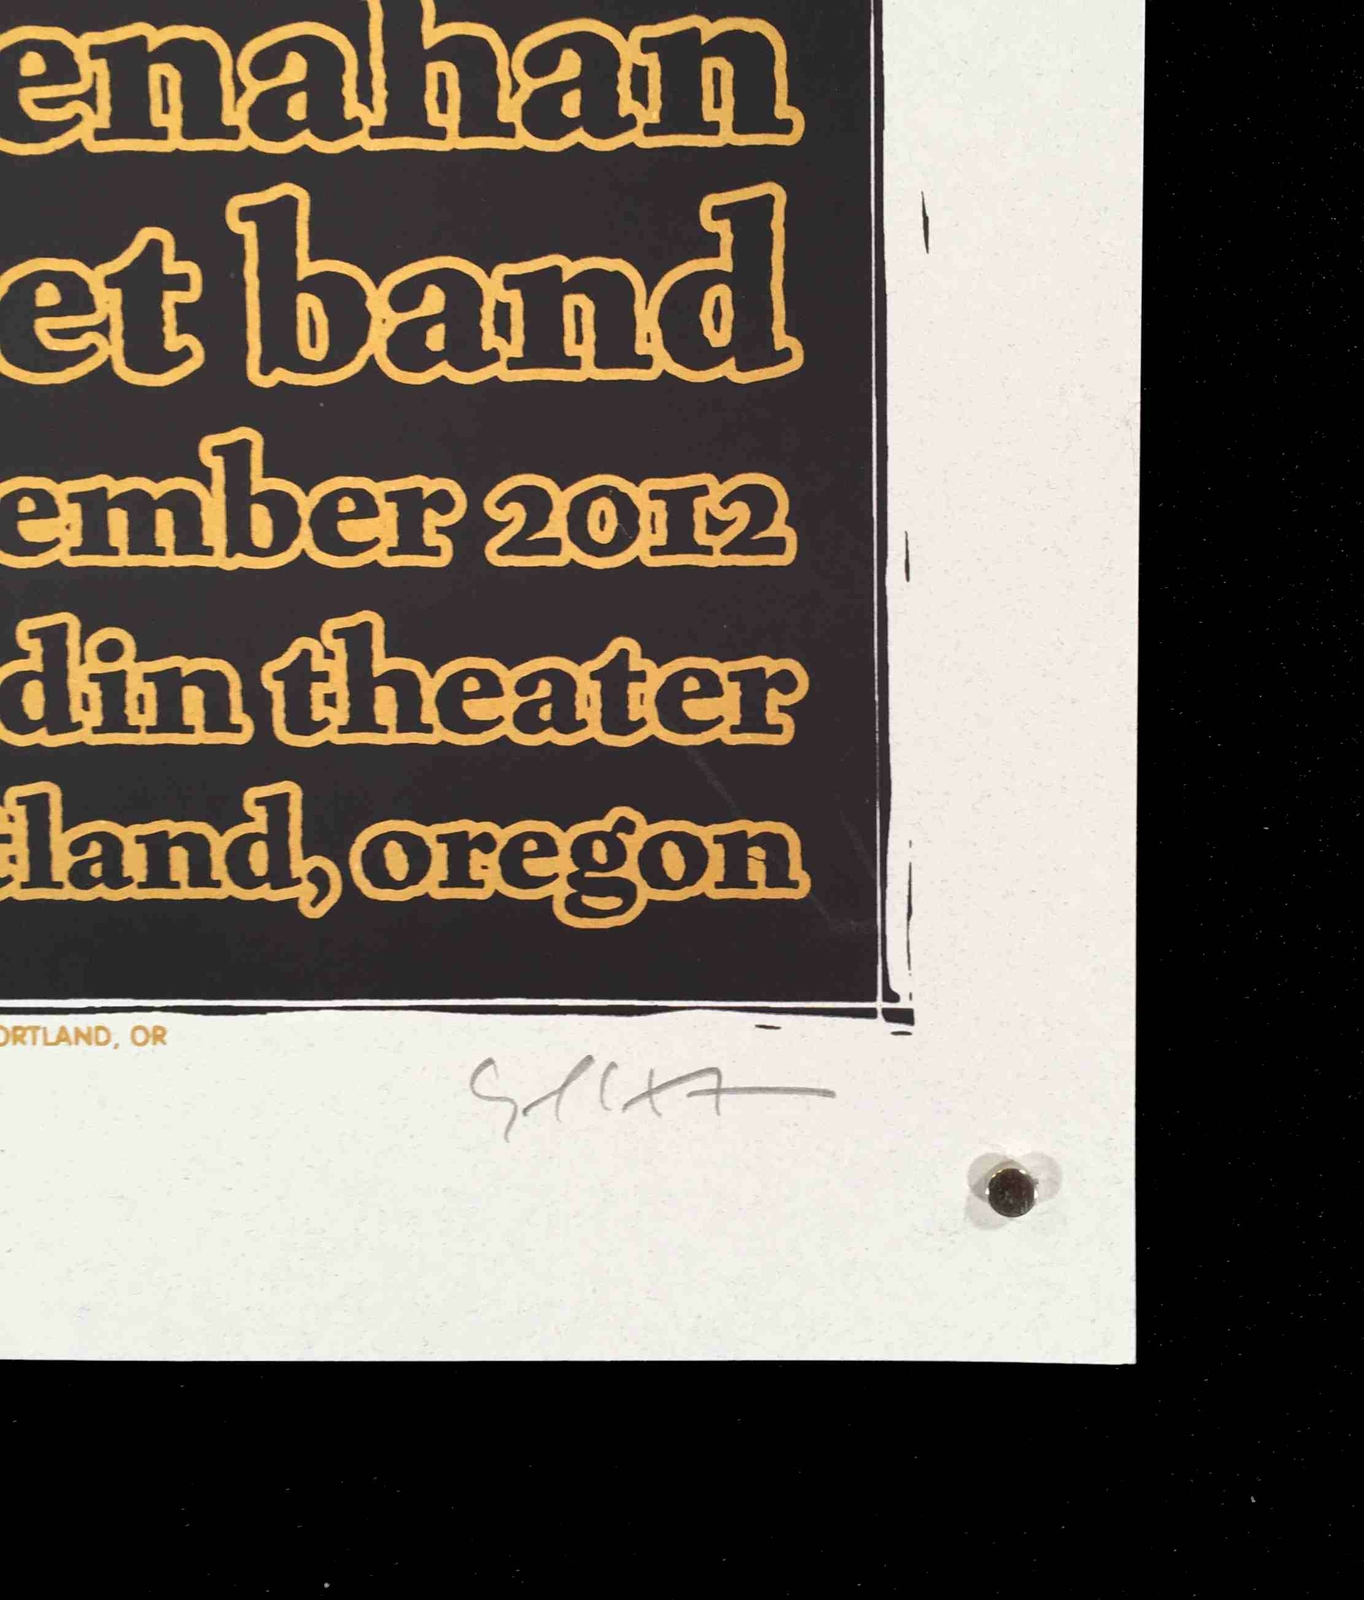 enahan
et band
ember 2012
din theater
tland, oregon
ORTLAND, OR